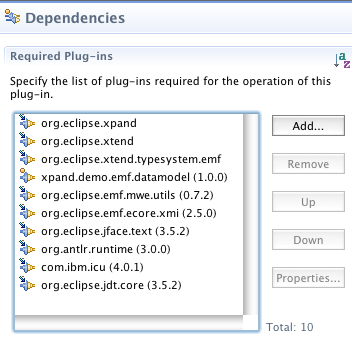 Dependencies
Required Plug-ins
Specify the list of plug-ins required for the operation of this
plug-in.
org.eclipse.xpand
org.eclipse.xtend
org.eclipse.xtend.typesystem.emf
xpand.demo.emf.datamodel (1.0.0)
org.eclipse.emf.mwe.utils (0.7.2)
org.eclipse.emf.ecore.xmi (2.5.0)
org.eclipse.jface.text (3.5.2)
org.antlr.runtime (3.0.0)
com.ibm.icu (4.0.1)
org.eclipse.jdt.core (3.5.2)
Add...
Remove
Up
Down
Properties...
Total: 10